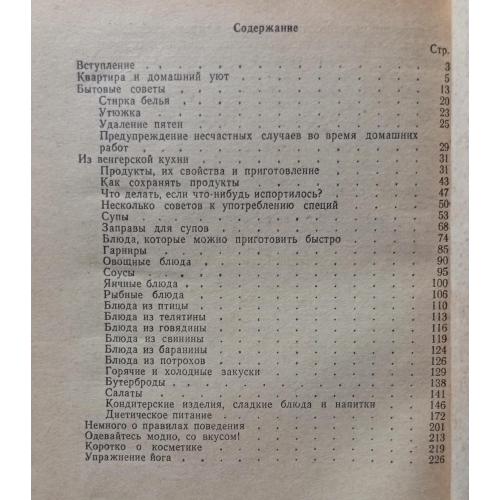 Содержание
Стр.
Вступление . . . . . . . . . . . 3
Квартира и домашний уют . . . . . . . . 5
Бытовые советы . . . . . . . . . . 13
Стирка белья . . . . . . . . . . 20
Утюжка . . . . . . . . . . . 23
Удаление пятен . . . . . . . . . 25
Предупреждение несчастных случаев во время домашних
работ . . . . . . . . . . . 29
Из венгерской кухни . . . . . . . . . 31
Продукты, их свойства и приготовление . . . . . 31
Как сохранять продукты . . . . . . . 43
Что делать, если что-нибудь испортилось? . . . . 47
Несколько советов к употреблению специй . . . . 50
Супы . . . . . . . . . . . 53
Заправы для супов . . . . . . . . 68
Блюда, которые можно приготовить быстро . . . . 74
Гарниры . . . . . . . . . . 85
Овощные блюда . . . . . . . . . 90
Соусы . . . . . . . . . . . 95
Яичные блюда . . . . . . . . . 100
Рыбные блюда . . . . . . . . . 106
Блюда из птицы . . . . . . . . . 110
Блюда из телятины . . . . . . . . 113
Блюда из говядины . . . . . . . . 116
Блюда из свинины . . . . . . . . 119
Блюда из баранины . . . . . . . . 124
Блюда из потрохов . . . . . . . . 126
Горячие и холодные закуски . . . . . . 129
Бутерброды . . . . . . . . . 138
Салаты . . . . . . . . . . 141
Кондитерские изделия, сладкие блюда и напитки . . . 146
Диетическое питание . . . . . . . . 172
Немного о правилах поведения . . . . . . . 201
Одевайтесь модно, со вкусом! . . . . . . . 213
Коротко о косметике . . . . . . . . . 219
Упражнение йога . . . . . . . . . . 226